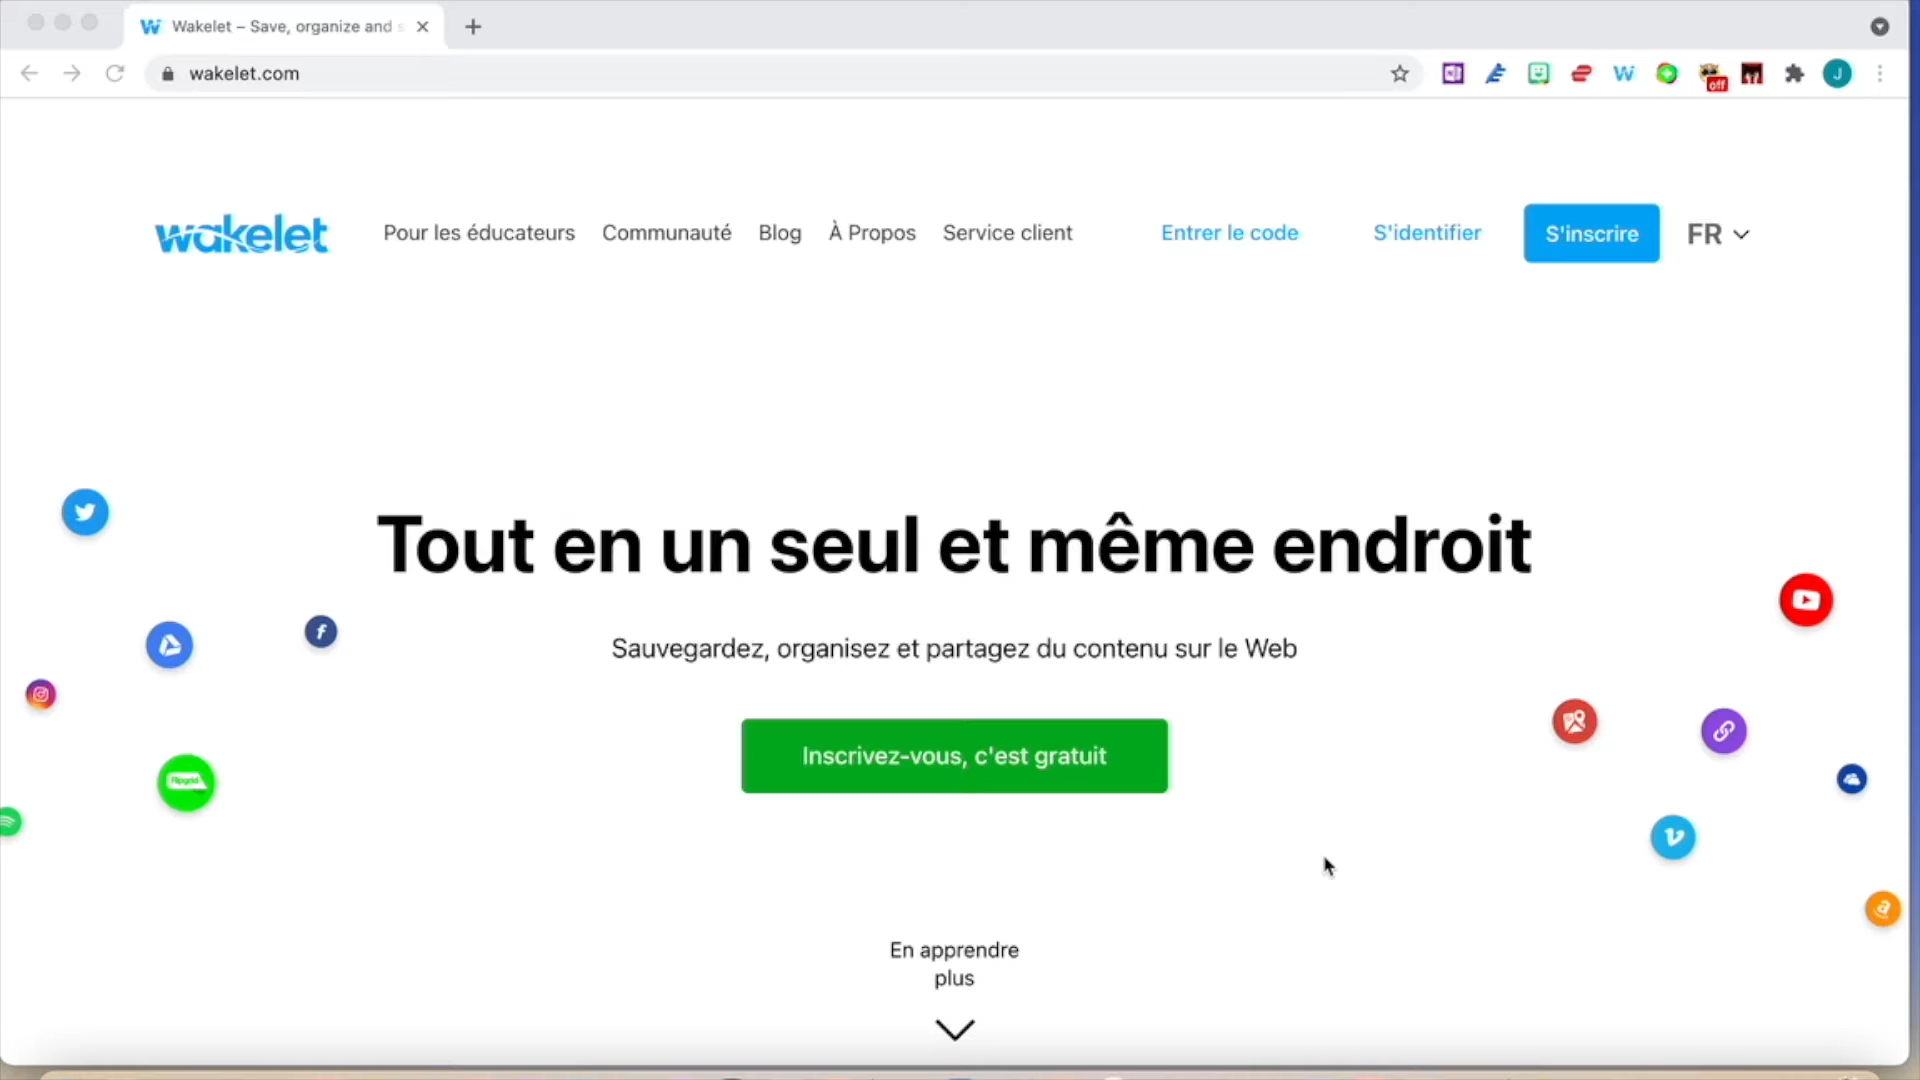 Wakelet – Save, organize and s
wakelet.com
off
J
wakelet
Pour les éducateurs
Communauté
Blog
À Propos
Service client
Entrer le code
S'identifier
S'inscrire
FR
Tout en un seul et même endroit
Sauvegardez, organisez et partagez du contenu sur le Web
Flipgrid
Inscrivez-vous, c'est gratuit
En apprendre
plus